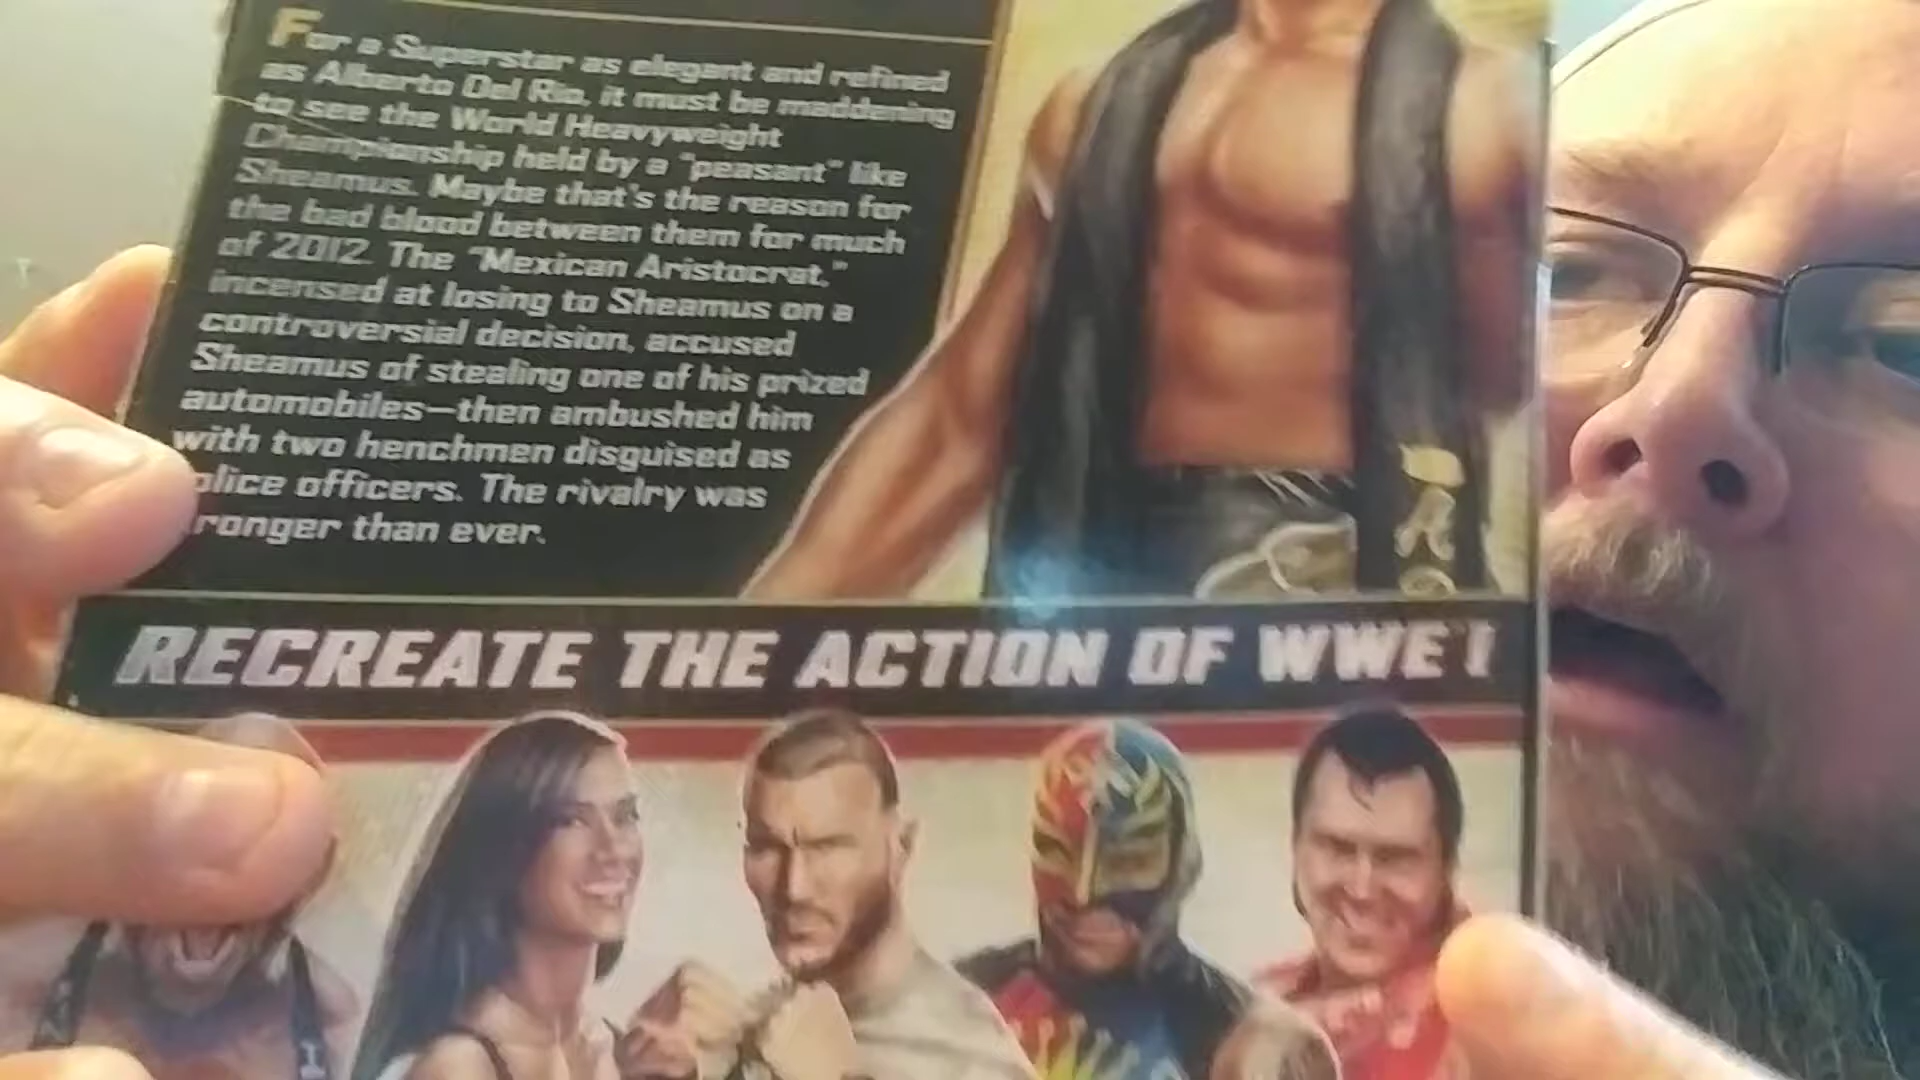 For a Superstar as elegant and refined
as Alberto Del Rio, it must be maddening
to see the World Heavyweight
Championship held by a "peasant" like
Sheamus. Maybe that's the reason for
the bad blood between them for much
of 2012. The "Mexican Aristocrat,"
incensed at losing to Sheamus on a
controversial decision, accused
Sheamus of stealing one of his prized
automobiles—then ambushed him
with two henchmen disguised as
olice officers. The rivalry was
ronger than ever.
RECREATE THE ACTION OF WWE